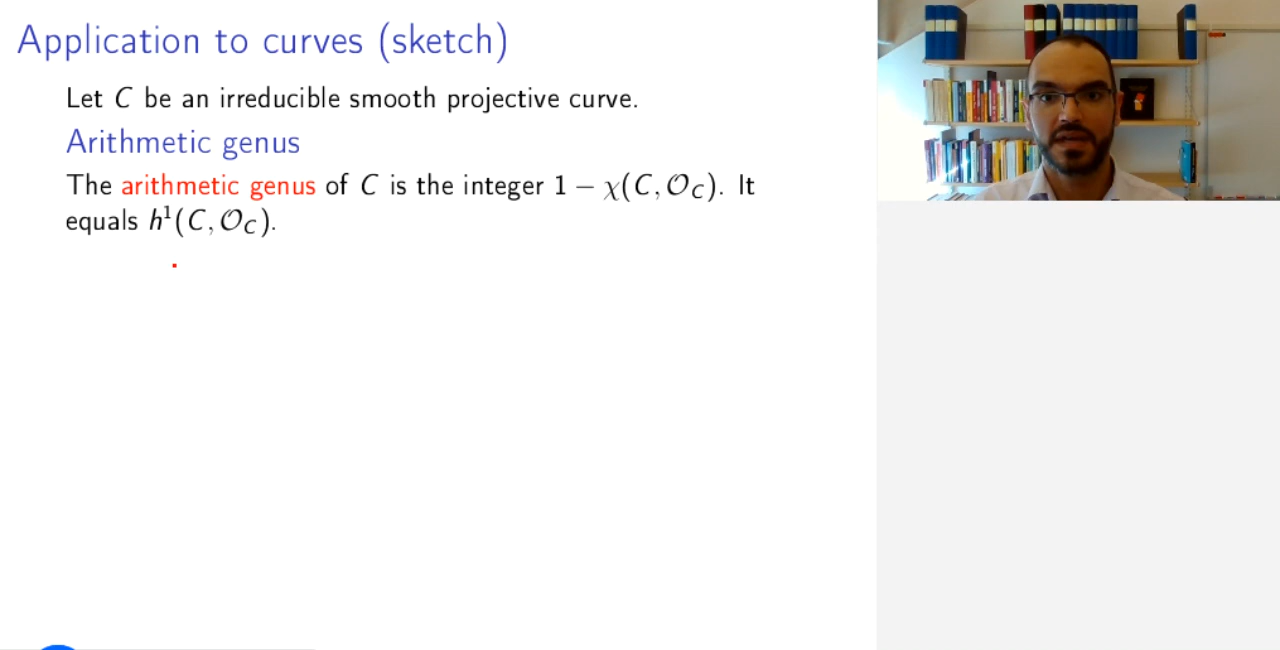 Application to curves (sketch)
Let C be an irreducible smooth projective curve.
Arithmetic genus
The arithmetic genus of C is the integer 1 − χ(C, 𝒪_C). It
equals h¹(C, 𝒪_C).